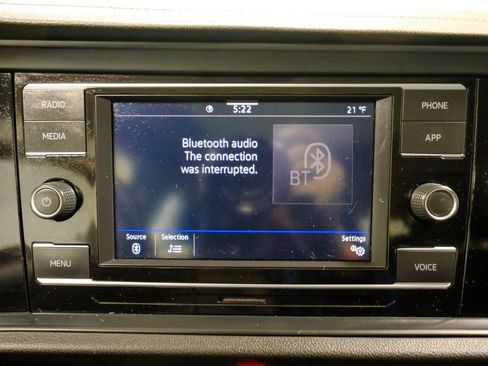 RADIO
MEDIA
MENU
5:22
21 °F
Bluetooth audio
The connection
was interrupted.
BT
Source
Selection
Settings
PHONE
APP
VOICE